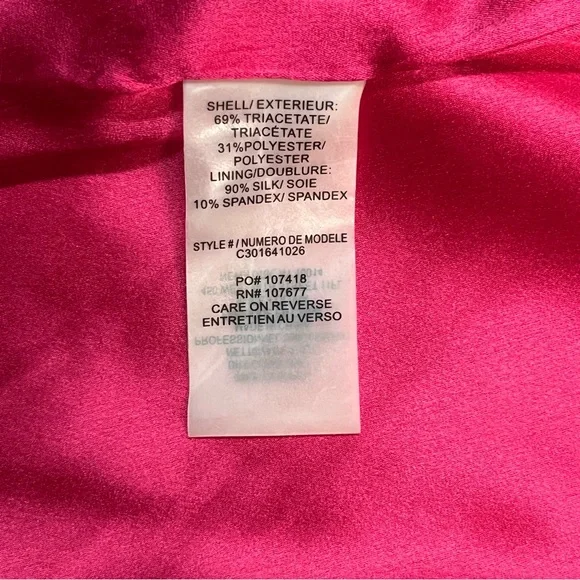 SHELL/ EXTERIEUR:
69% TRIACETATE/
TRIACÉTATE
31%POLYESTER/
POLYESTER
LINING/DOUBLURE:
90% SILK/ SOIE
10% SPANDEX/ SPANDEX
STYLE # / NUMERO DE MODELE
C301641026
PO# 107418
RN# 107677
CARE ON REVERSE
ENTRETIEN AU VERSO